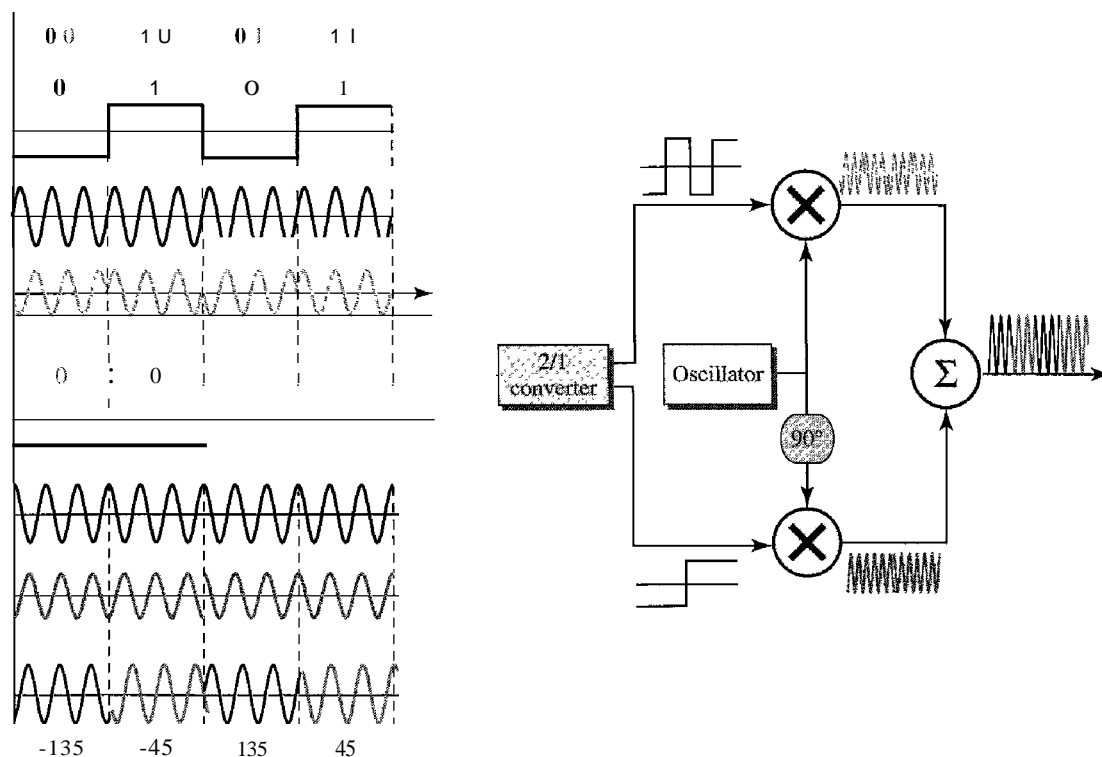 0 0 1 U 0 1 1 I
0 1 O 1
0 : 0
-135 -45 135 45
2/1
converter
Oscillator
90°
Σ